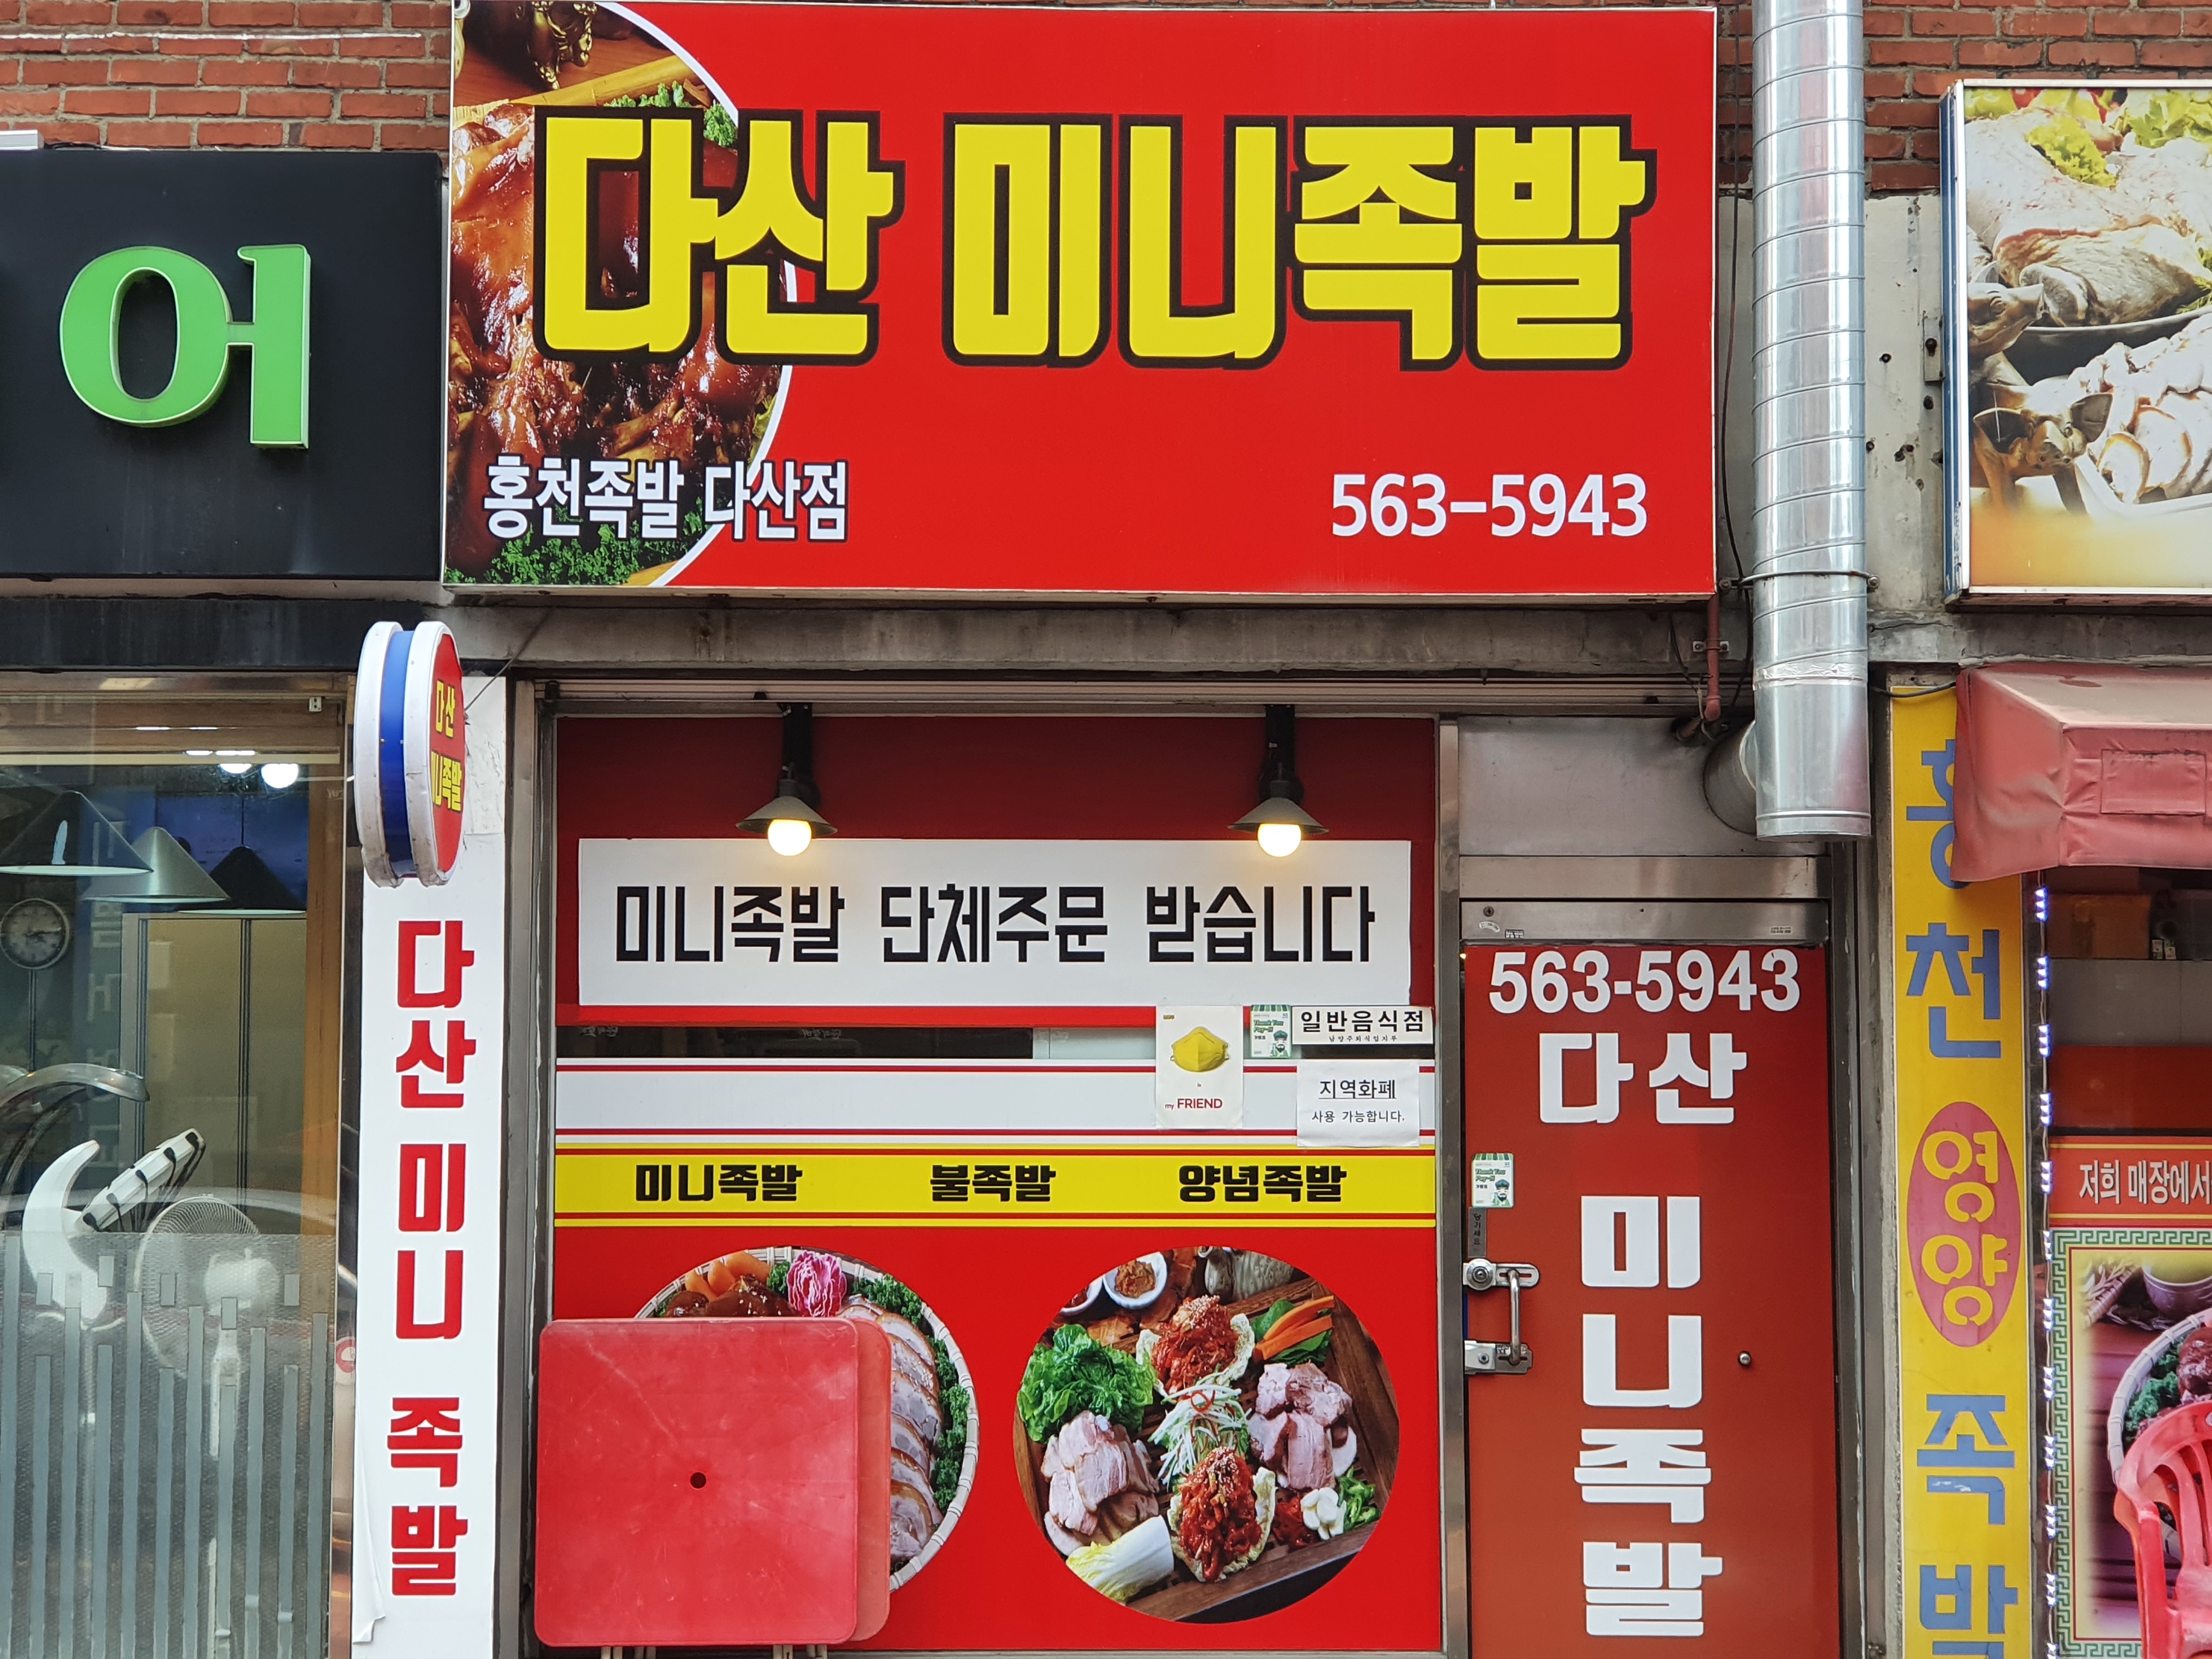 어
다산 미니족발
홍천족발 다산점
563-5943
다산
미니족발
다산 미니 족발
미니족발 단체주문 받습니다
일반음식점
my FRIEND
지역화폐
사용 가능합니다.
미니족발 불족발 양념족발
563-5943
다산
미니족발
홍천
영양
족발
저희 매장에서